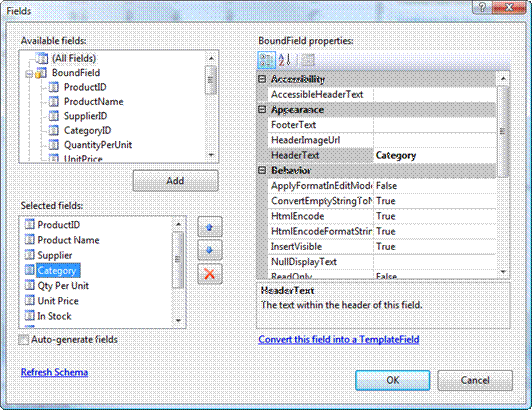 Fields
Available fields:
(All Fields)
BoundField
ProductID
ProductName
SupplierID
CategoryID
QuantityPerUnit
UnitPrice
Add
Selected fields:
ProductID
Product Name
Supplier
Category
Qty Per Unit
Unit Price
In Stock
Auto-generate fields
Refresh Schema
BoundField properties:
Accessibility
AccessibleHeaderText
Appearance
FooterText
HeaderImageUrl
HeaderText Category
Behavior
ApplyFormatInEditMode False
ConvertEmptyStringToN True
HtmlEncode True
HtmlEncodeFormatStrin True
InsertVisible True
NullDisplayText
ReadOnly False
HeaderText
The text within the header of this field.
Convert this field into a TemplateField
OK
Cancel